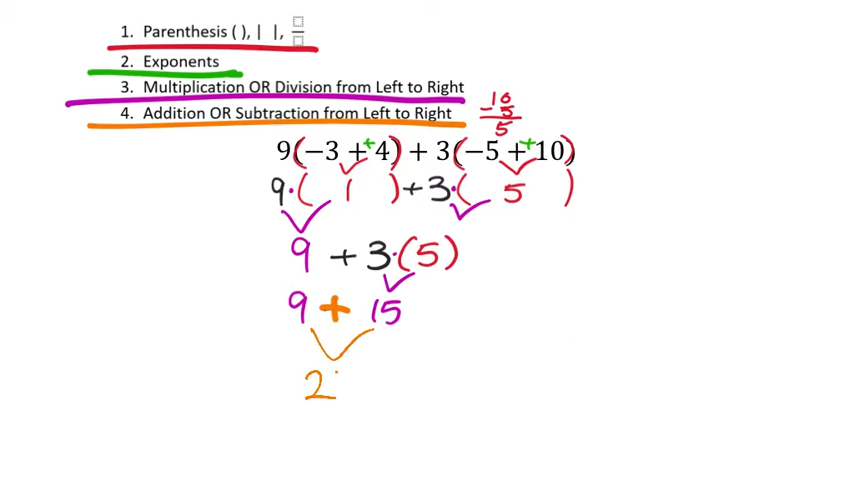 1. Parenthesis ( ), | |, □/□
2. Exponents
3. Multiplication OR Division from Left to Right
4. Addition OR Subtraction from Left to Right
10
− 5
5
9(−3 + +4) + 3(−5 + +10)
9·( 1 ) + 3·( 5 )
9 + 3·(5)
9 + 15
2